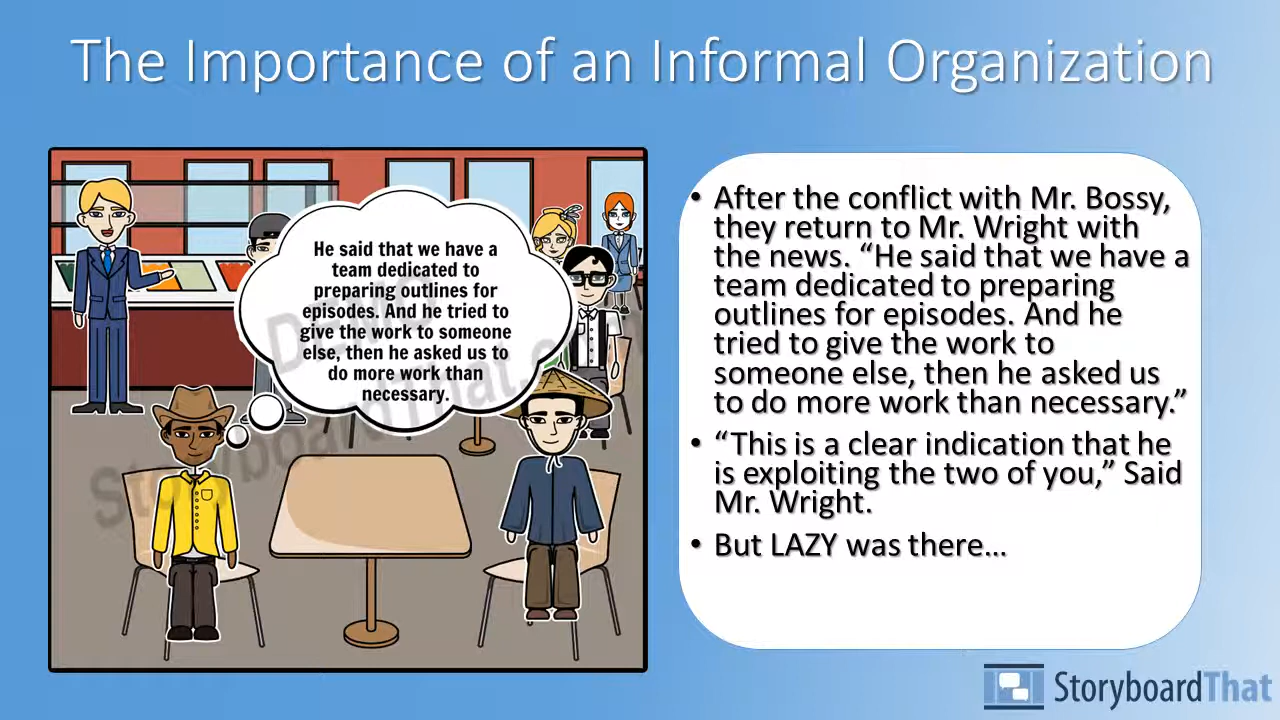 The Importance of an Informal Organization
He said that we have a
team dedicated to
preparing outlines for
episodes. And he tried to
give the work to someone
else, then he asked us to
do more work than
necessary.
• After the conflict with Mr. Bossy,
they return to Mr. Wright with
the news. “He said that we have a
team dedicated to preparing
outlines for episodes. And he
tried to give the work to
someone else, then he asked us
to do more work than necessary.”
• “This is a clear indication that he
is exploiting the two of you,” Said
Mr. Wright.
• But LAZY was there…
StoryboardThat